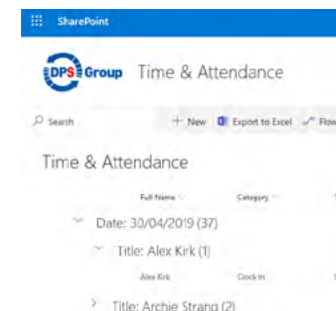 SharePoint
DPS Group Time & Attendance
Search + New Export to Excel Flow
Time & Attendance
Full Name Category
Date: 30/04/2019 (37)
Title: Alex Kirk (1)
Alex Kirk Clock In
Title: Archie Strang (2)